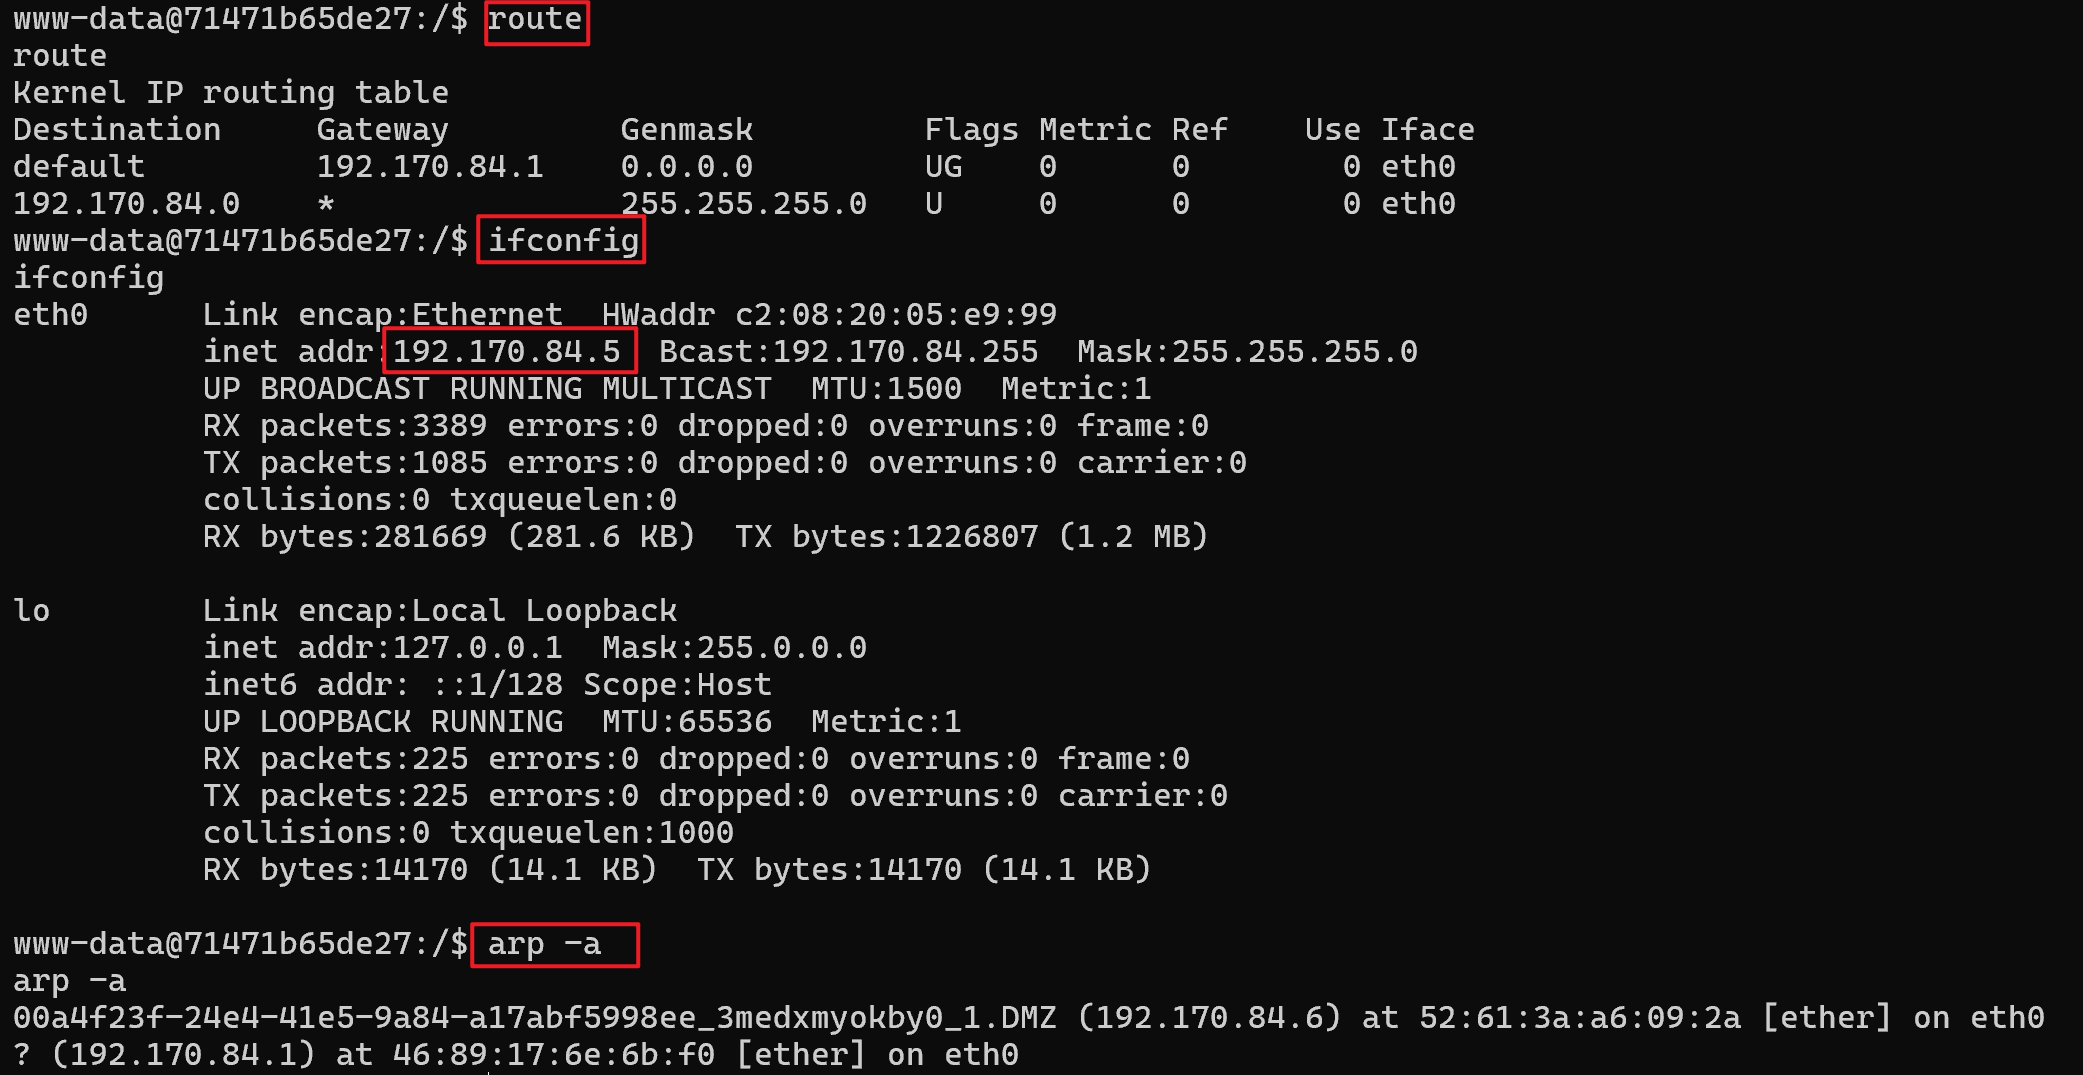 www-data@71471b65de27:/$ route
route
Kernel IP routing table
Destination     Gateway         Genmask         Flags Metric Ref    Use Iface
default         192.170.84.1    0.0.0.0         UG    0      0        0 eth0
192.170.84.0    *               255.255.255.0   U     0      0        0 eth0
www-data@71471b65de27:/$ ifconfig
ifconfig
eth0      Link encap:Ethernet  HWaddr c2:08:20:05:e9:99
          inet addr:192.170.84.5  Bcast:192.170.84.255  Mask:255.255.255.0
          UP BROADCAST RUNNING MULTICAST  MTU:1500  Metric:1
          RX packets:3389 errors:0 dropped:0 overruns:0 frame:0
          TX packets:1085 errors:0 dropped:0 overruns:0 carrier:0
          collisions:0 txqueuelen:0
          RX bytes:281669 (281.6 KB)  TX bytes:1226807 (1.2 MB)

lo        Link encap:Local Loopback
          inet addr:127.0.0.1  Mask:255.0.0.0
          inet6 addr: ::1/128 Scope:Host
          UP LOOPBACK RUNNING  MTU:65536  Metric:1
          RX packets:225 errors:0 dropped:0 overruns:0 frame:0
          TX packets:225 errors:0 dropped:0 overruns:0 carrier:0
          collisions:0 txqueuelen:1000
          RX bytes:14170 (14.1 KB)  TX bytes:14170 (14.1 KB)

www-data@71471b65de27:/$ arp -a
arp -a
00a4f23f-24e4-41e5-9a84-a17abf5998ee_3medxmyokby0_1.DMZ (192.170.84.6) at 52:61:3a:a6:09:2a [ether] on eth0
? (192.170.84.1) at 46:89:17:6e:6b:f0 [ether] on eth0